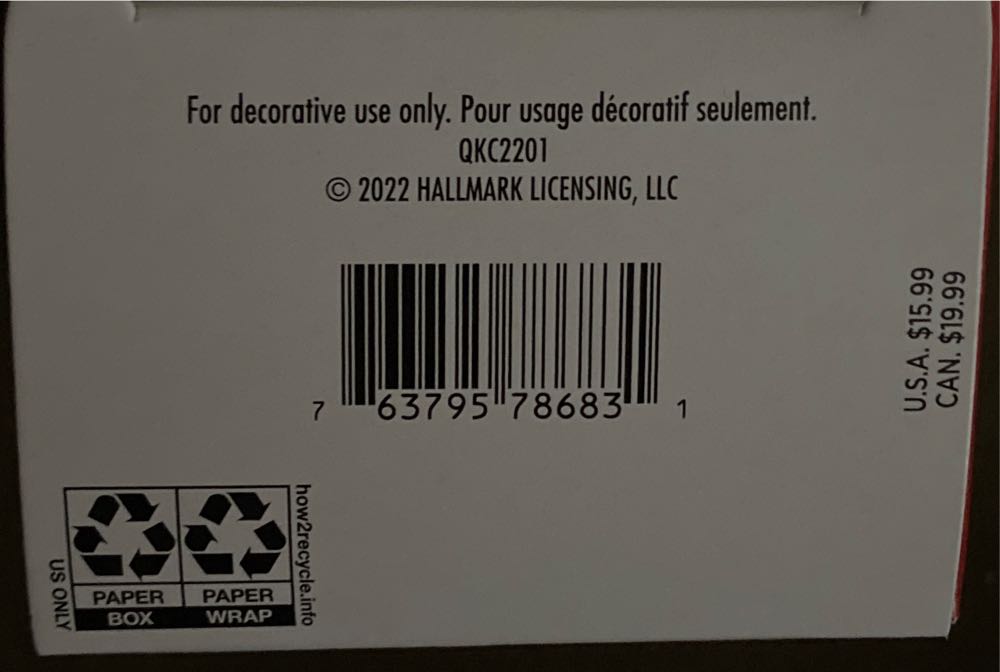 For decorative use only. Pour usage décoratif seulement.
QKC2201
© 2022 HALLMARK LICENSING, LLC
7 63795 78683 1
U.S.A. $15.99
CAN. $19.99
US ONLY
PAPER
BOX
PAPER
WRAP
how2recycle.info